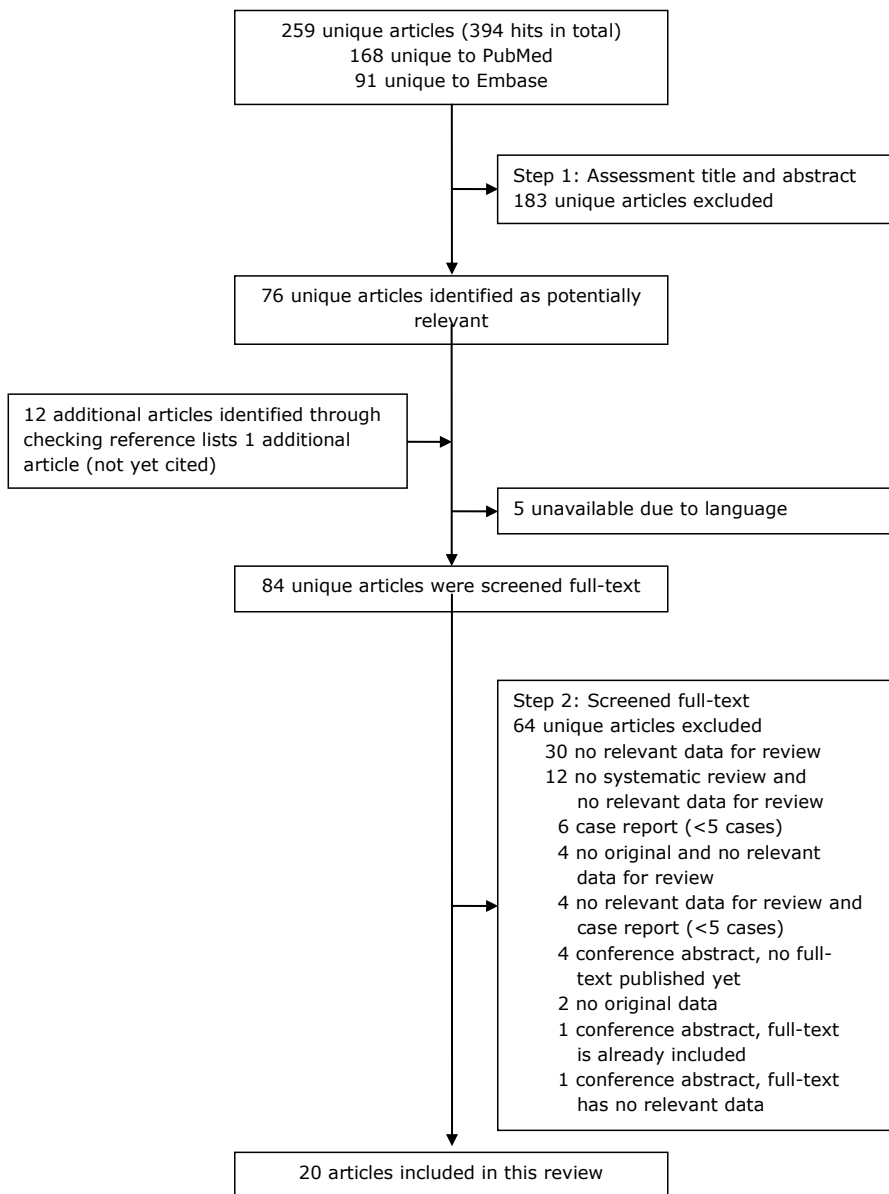 259 unique articles (394 hits in total)
168 unique to PubMed
91 unique to Embase
Step 1: Assessment title and abstract
183 unique articles excluded
76 unique articles identified as potentially
relevant
12 additional articles identified through
checking reference lists 1 additional
article (not yet cited)
5 unavailable due to language
84 unique articles were screened full-text
Step 2: Screened full-text
64 unique articles excluded
30 no relevant data for review
12 no systematic review and
no relevant data for review
6 case report (<5 cases)
4 no original and no relevant
data for review
4 no relevant data for review and
case report (<5 cases)
4 conference abstract, no full-
text published yet
2 no original data
1 conference abstract, full-text
is already included
1 conference abstract, full-text
has no relevant data
20 articles included in this review